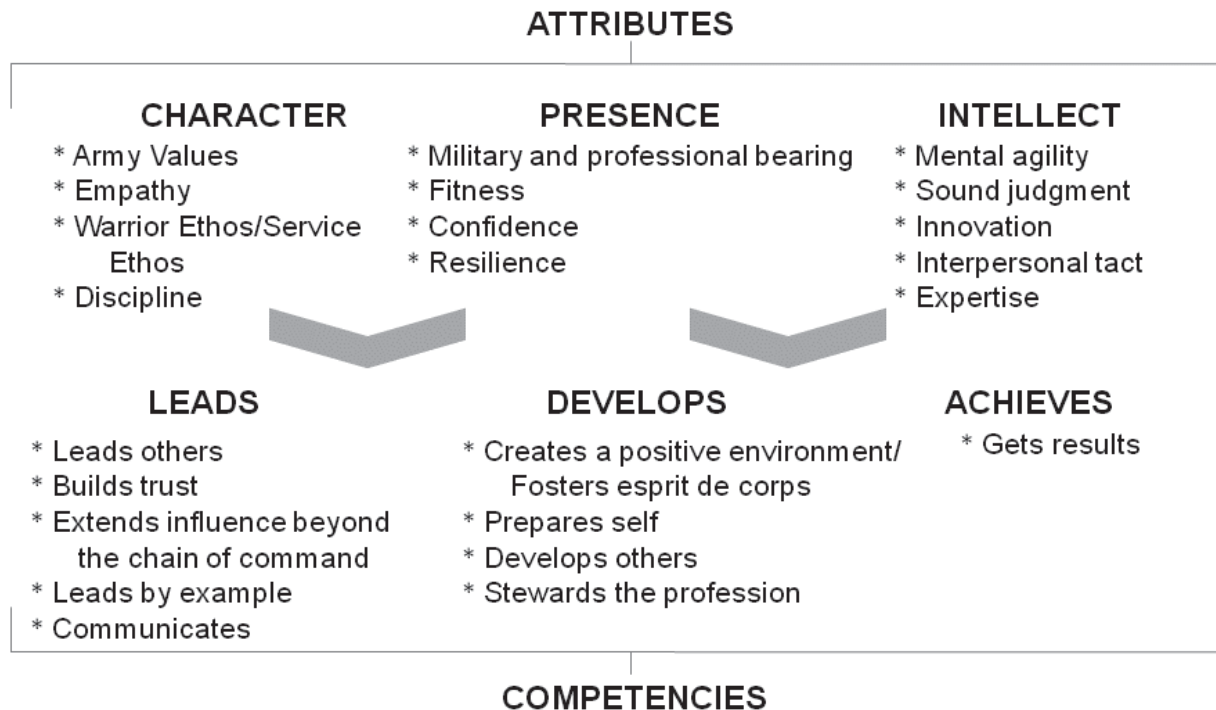 ATTRIBUTES
CHARACTER
* Army Values
* Empathy
* Warrior Ethos/Service
Ethos
* Discipline
PRESENCE
* Military and professional bearing
* Fitness
* Confidence
* Resilience
INTELLECT
* Mental agility
* Sound judgment
* Innovation
* Interpersonal tact
* Expertise
LEADS
* Leads others
* Builds trust
* Extends influence beyond
the chain of command
* Leads by example
* Communicates
DEVELOPS
* Creates a positive environment/
Fosters esprit de corps
* Prepares self
* Develops others
* Stewards the profession
ACHIEVES
* Gets results
COMPETENCIES